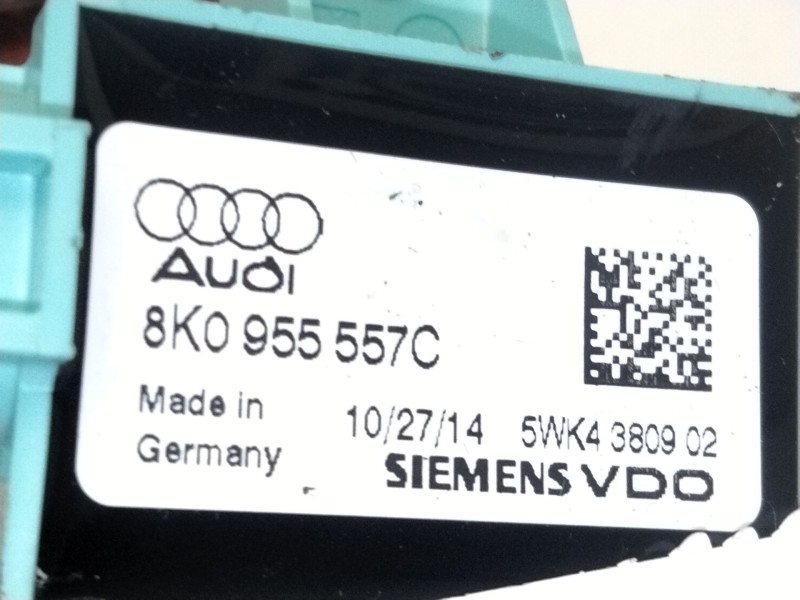 Audi
8K0 955 557C
Made in
Germany
10/27/14 5WK4 3809 02
SIEMENS VDO